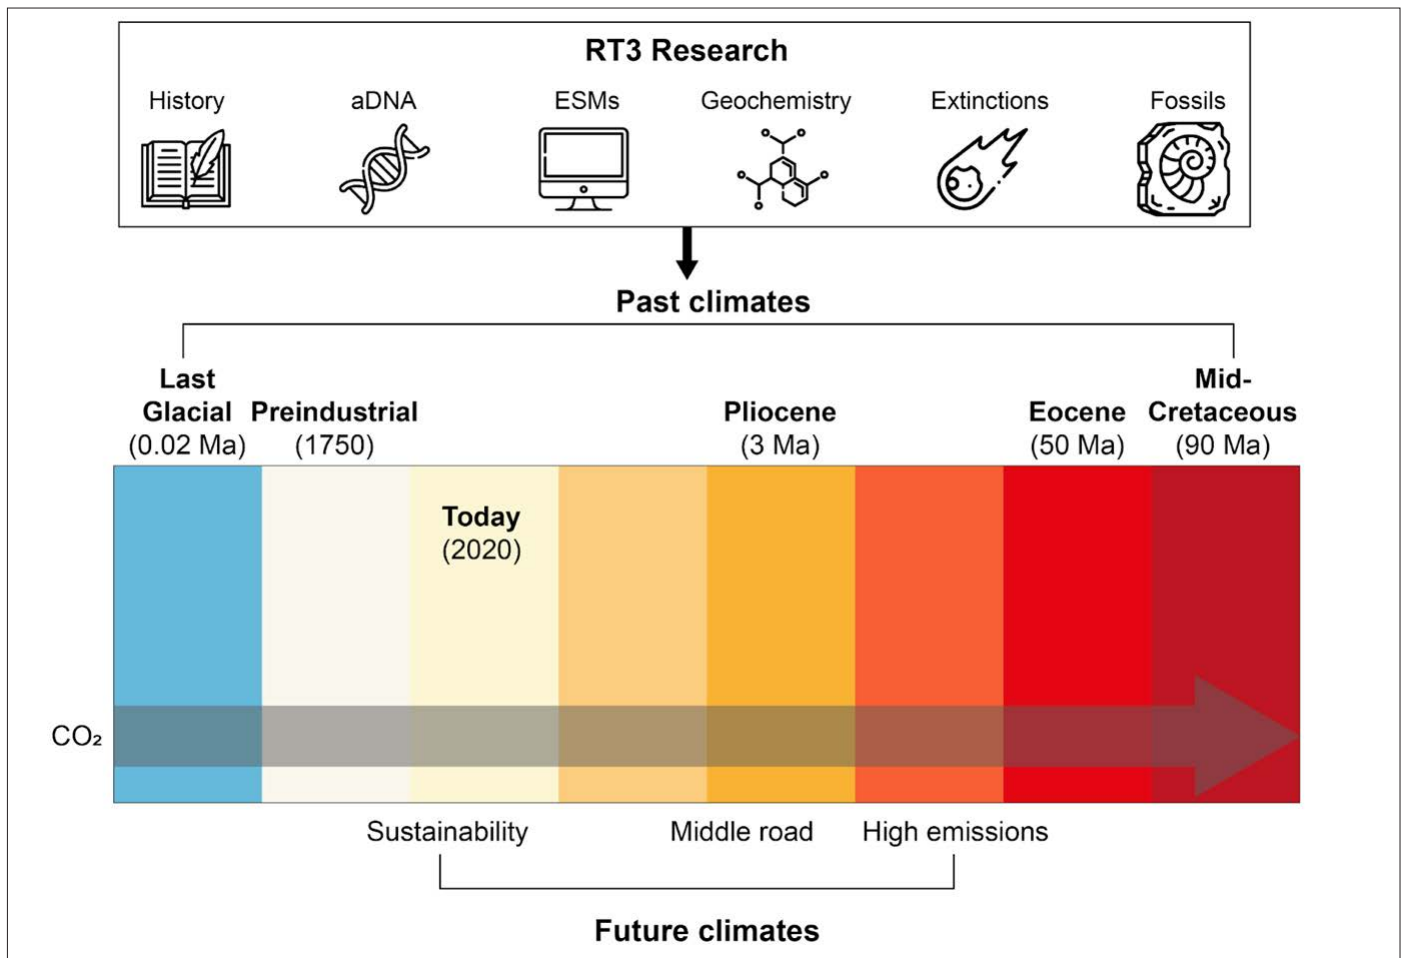 RT3 Research
History
aDNA
ESMs
Geochemistry
Extinctions
Fossils
Past climates
Last
Glacial
(0.02 Ma)
Preindustrial
(1750)
Pliocene
(3 Ma)
Eocene
(50 Ma)
Mid-
Cretaceous
(90 Ma)
Today
(2020)
CO₂
Sustainability
Middle road
High emissions
Future climates